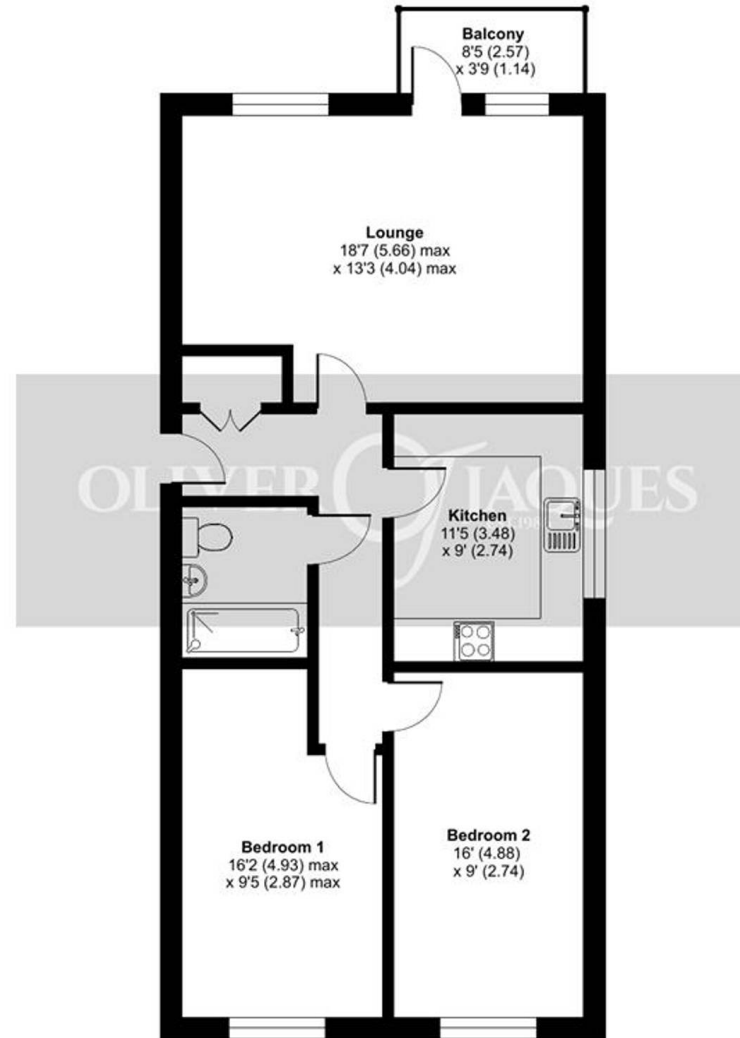 Balcony
8'5 (2.57)
x 3'9 (1.14)
Lounge
18'7 (5.66) max
x 13'3 (4.04) max
OLIVER JAQUES
Kitchen
11'5 (3.48)
x 9' (2.74)
Bedroom 1
16'2 (4.93) max
x 9'5 (2.87) max
Bedroom 2
16' (4.88)
x 9' (2.74)